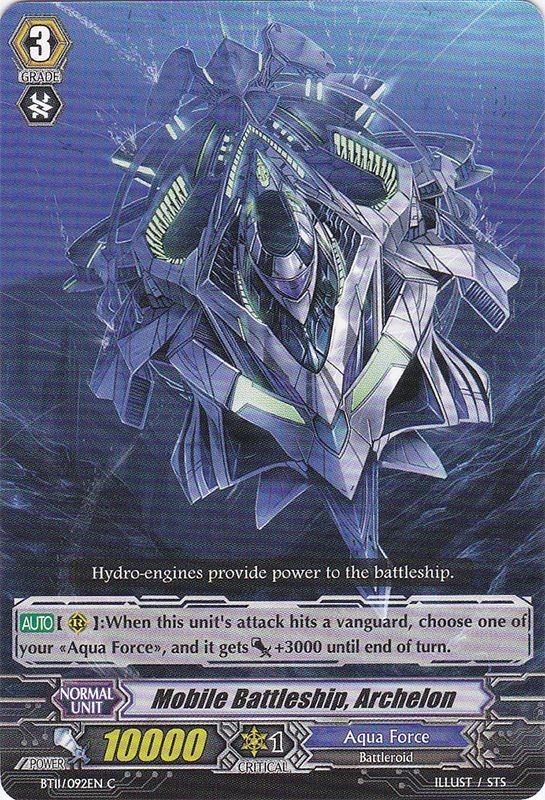 3
GRADE
Hydro-engines provide power to the battleship.
AUTO [ R ]:When this unit's attack hits a vanguard, choose one of
your «Aqua Force», and it gets +3000 until end of turn.
NORMAL
UNIT
Mobile Battleship, Archelon
POWER
10000
1
CRITICAL
Aqua Force
Battleroid
BT11/092EN C
ILLUST / STS